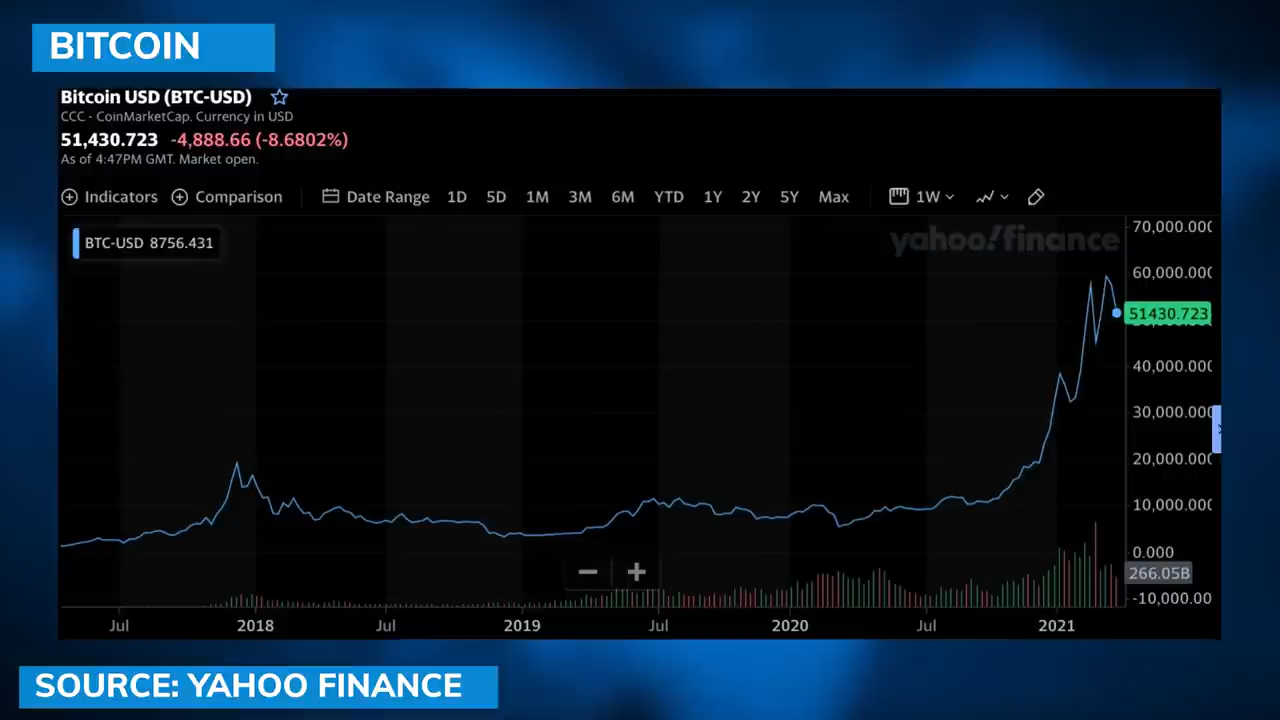 BITCOIN
Bitcoin USD (BTC-USD)
CCC - CoinMarketCap. Currency in USD
51,430.723 -4,888.66 (-8.6802%)
As of 4:47PM GMT. Market open.
Indicators Comparison Date Range 1D 5D 1M 3M 6M YTD 1Y 2Y 5Y Max 1W
BTC-USD 8756.431
yahoo!finance
70,000.000
60,000.000
51430.723
40,000.000
30,000.000
20,000.000
10,000.000
0.000
266.05B
-10,000.00
Jul 2018 Jul 2019 Jul 2020 Jul 2021
SOURCE: YAHOO FINANCE